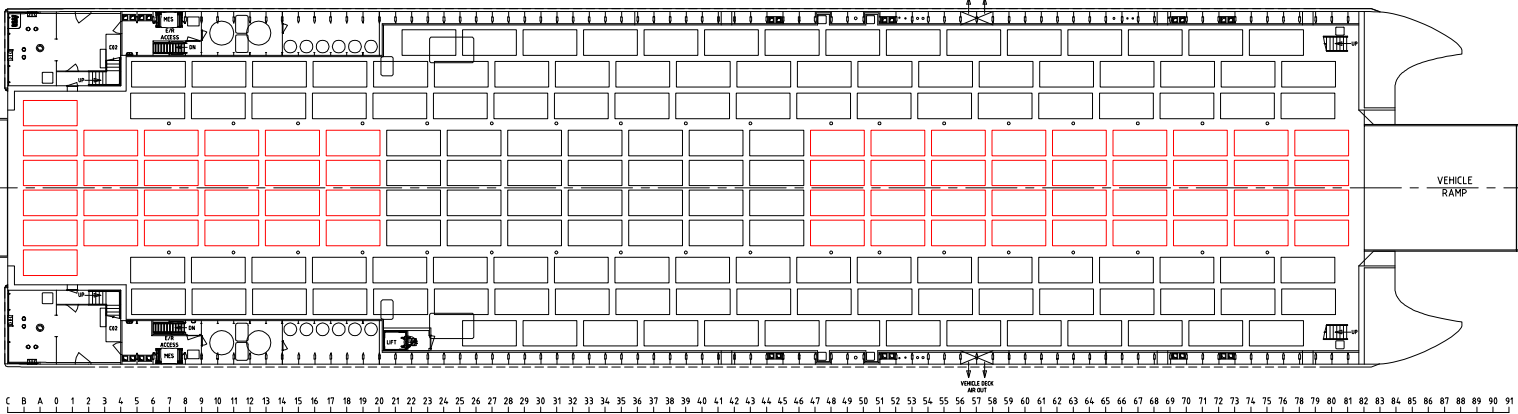 MES
E/R
ACCESS
DN
CO2
UP
UP
VEHICLE
RAMP
UP
CO2
DN
E/R
ACCESS
MES
LIFT
UP
VEHICLE DECK
AIR OUT
C B A 0 1 2 3 4 5 6 7 8 9 10 11 12 13 14 15 16 17 18 19 20 21 22 23 24 25 26 27 28 29 30 31 32 33 34 35 36 37 38 39 40 41 42 43 44 45 46 47 48 49 50 51 52 53 54 55 56 57 58 59 60 61 62 63 64 65 66 67 68 69 70 71 72 73 74 75 76 77 78 79 80 81 82 83 84 85 86 87 88 89 90 91